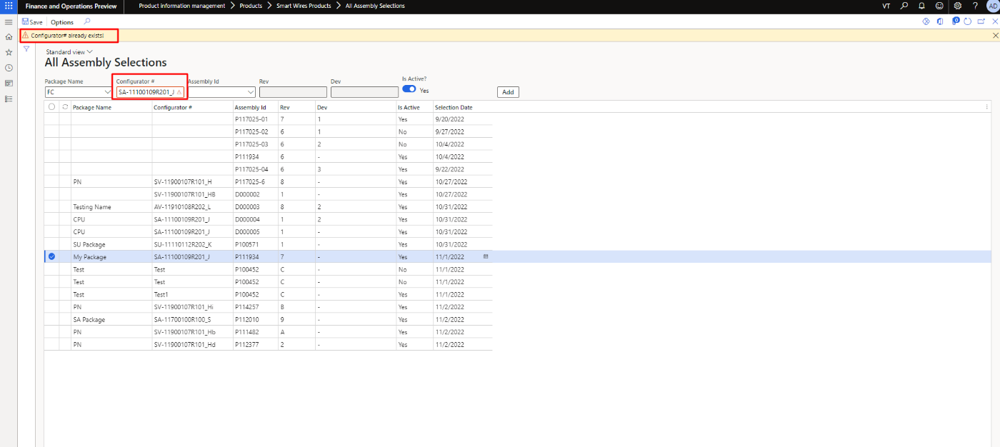 Finance and Operations Preview Product information management Products Smart Wires Products All Assembly Selections VT ? AD
Save Options 0
Configurator# already exists!
Standard view
All Assembly Selections
Package Name Configurator # Assembly Id Rev Dev Is Active?
FC SA-11100109R201_J Yes Add
Package Name Configurator # Assembly Id Rev Dev Is Active Selection Date
P117025-01 7 1 Yes 9/20/2022
P117025-02 6 1 No 9/27/2022
P117025-03 6 2 No 10/4/2022
P111934 6 - Yes 10/4/2022
P117025-04 6 3 Yes 9/22/2022
PN SV-11900107R101_H P117025-6 8 - Yes 10/27/2022
SV-11900107R101_HB D000002 1 - Yes 10/27/2022
Testing Name AV-11910108R202_L D000003 8 2 Yes 10/31/2022
CPU SA-11100109R201_J D000004 1 2 Yes 10/31/2022
CPU SA-11100109R201_J D000005 1 - Yes 10/31/2022
SU Package SU-11110112R202_K P100571 1 - Yes 10/31/2022
My Package SA-11100109R201_J P111934 7 - Yes 11/1/2022
Test Test P100452 C - No 11/1/2022
Test Test P100452 C - No 11/1/2022
Test Test1 P100452 C - Yes 11/1/2022
PN SV-11900107R101_Hi P114257 B - Yes 11/2/2022
SA Package SA-11700100R100_S P112010 9 - Yes 11/2/2022
PN SV-11900107R101_Hb P111482 A - Yes 11/2/2022
PN SV-11900107R101_Hd P112377 2 - Yes 11/2/2022